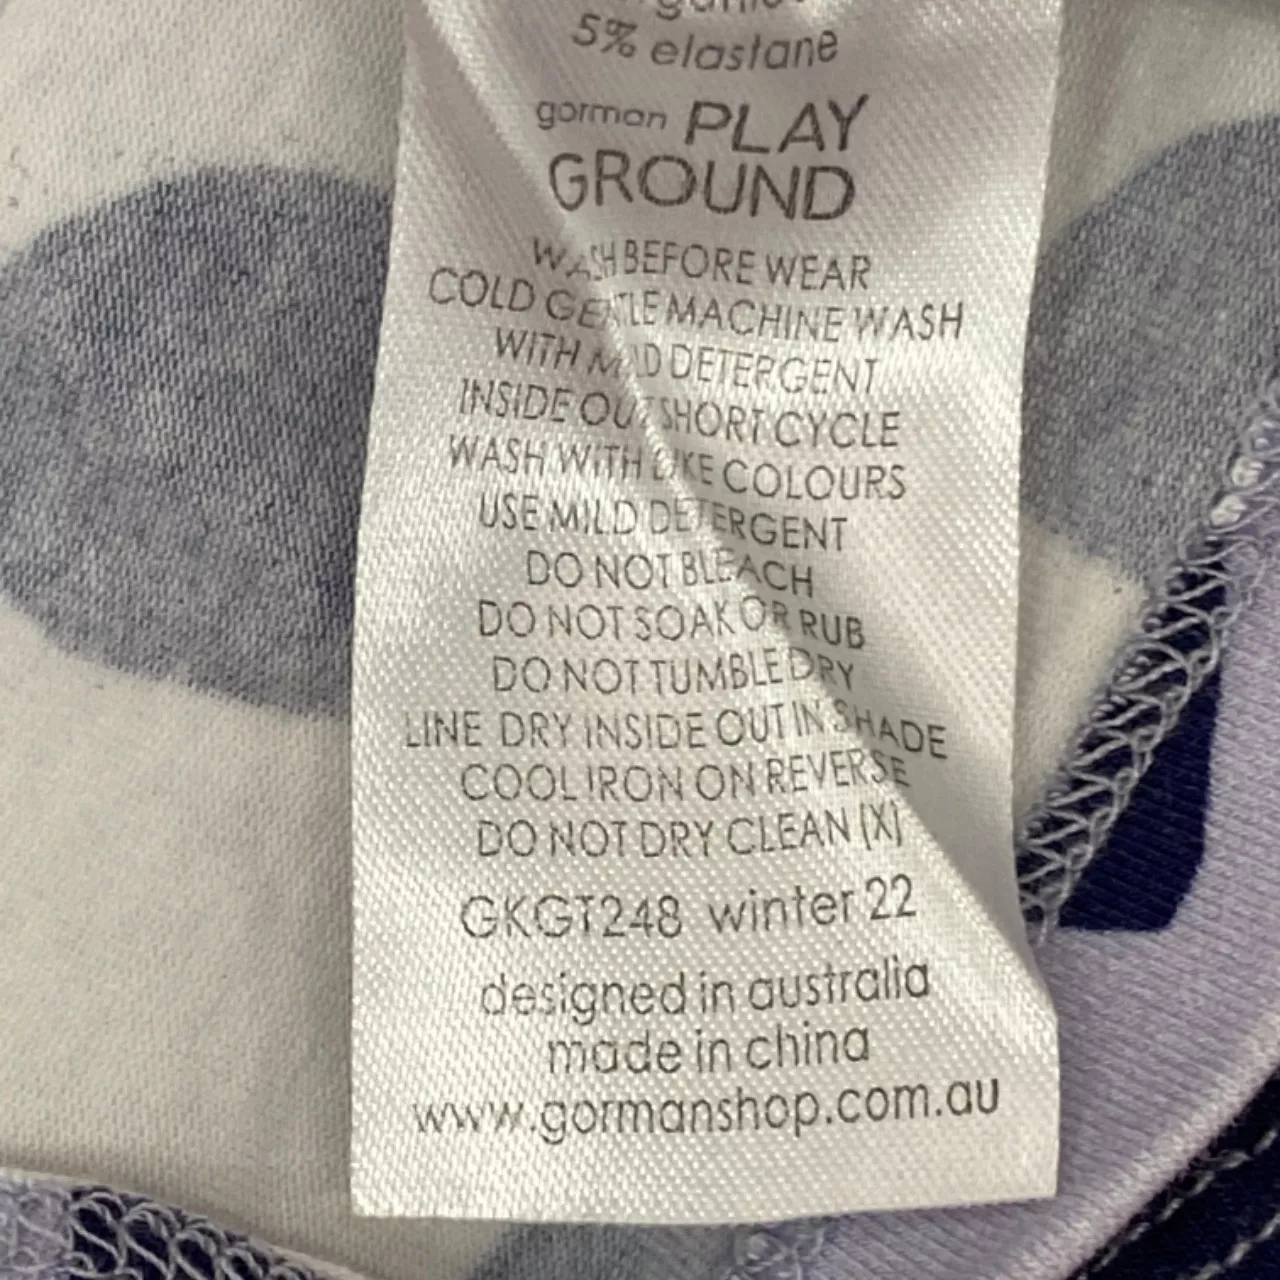 5% elastane
gorman PLAY
GROUND
WASH BEFORE WEAR
COLD GENTLE MACHINE WASH
WITH MILD DETERGENT
INSIDE OUT SHORT CYCLE
WASH WITH LIKE COLOURS
USE MILD DETERGENT
DO NOT BLEACH
DO NOT SOAK OR RUB
DO NOT TUMBLE DRY
LINE DRY INSIDE OUT IN SHADE
COOL IRON ON REVERSE
DO NOT DRY CLEAN (X)
GKGT248 winter 22
designed in australia
made in china
www.gormanshop.com.au